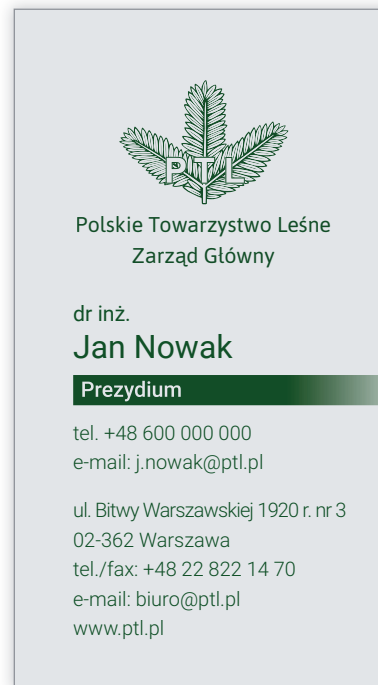 PTL
Polskie Towarzystwo Leśne
Zarząd Główny
dr inż.
Jan Nowak
Prezydium
tel. +48 600 000 000
e-mail: j.nowak@ptl.pl
ul. Bitwy Warszawskiej 1920 r. nr 3
02-362 Warszawa
tel./fax: +48 22 822 14 70
e-mail: biuro@ptl.pl
www.ptl.pl